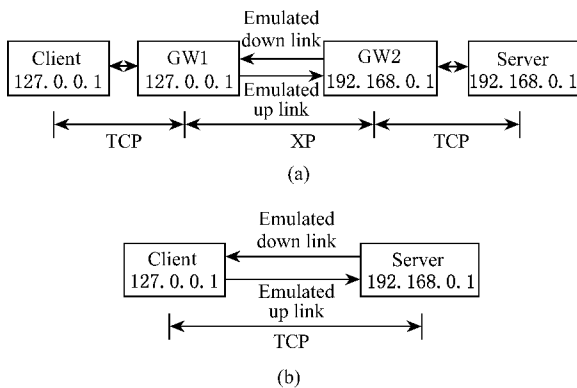 Emulated
down link
Client
127.0.0.1
GW1
127.0.0.1
GW2
192.168.0.1
Server
192.168.0.1
Emulated
up link
TCP
XP
TCP
(a)
Emulated
down link
Client
127.0.0.1
Server
192.168.0.1
Emulated
up link
TCP
(b)